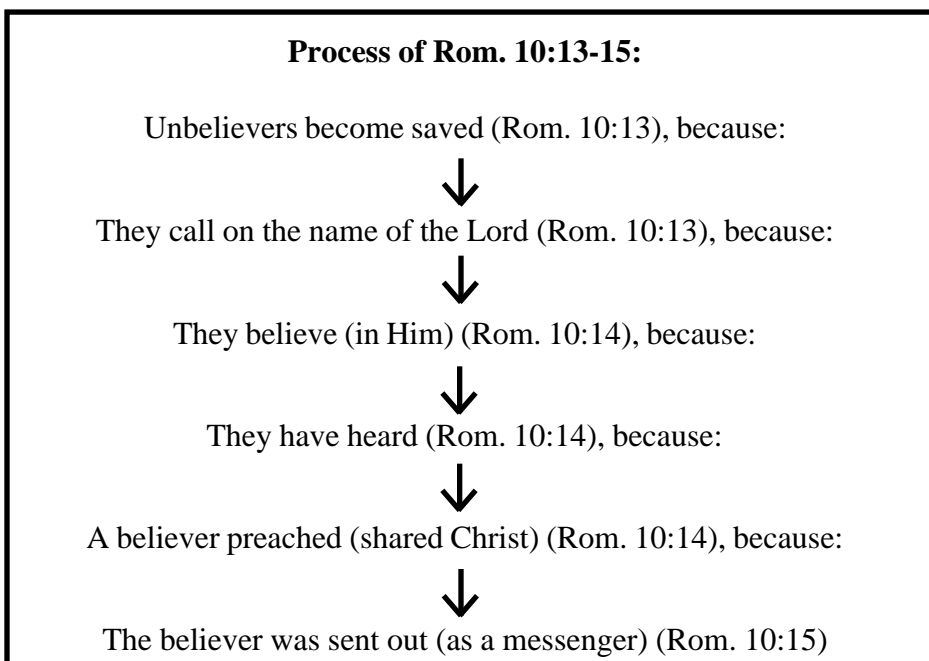 Process of Rom. 10:13-15:
Unbelievers become saved (Rom. 10:13), because:
They call on the name of the Lord (Rom. 10:13), because:
They believe (in Him) (Rom. 10:14), because:
They have heard (Rom. 10:14), because:
A believer preached (shared Christ) (Rom. 10:14), because:
The believer was sent out (as a messenger) (Rom. 10:15)